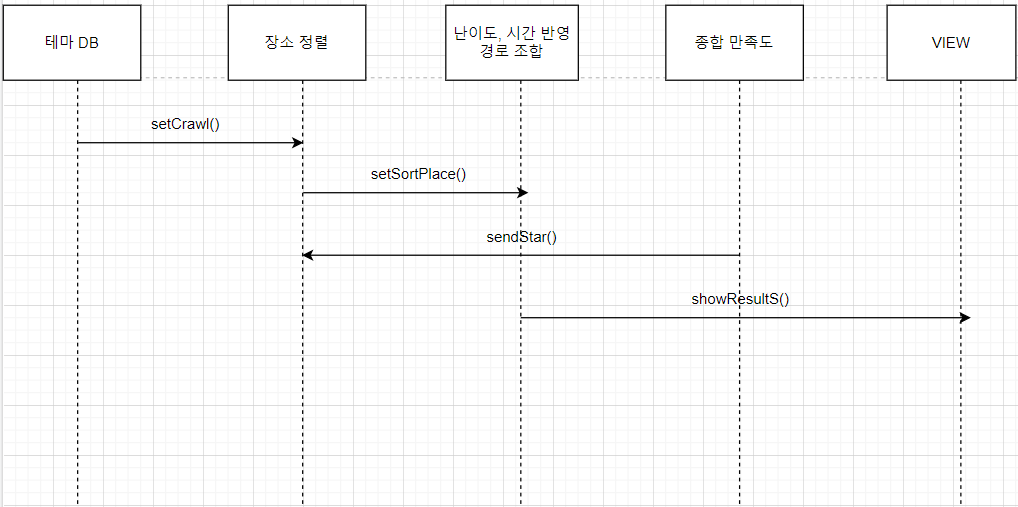 테마 DB
장소 정렬
난이도, 시간 반영
경로 조합
종합 만족도
VIEW
setCrawl()
setSortPlace()
sendStar()
showResultS()